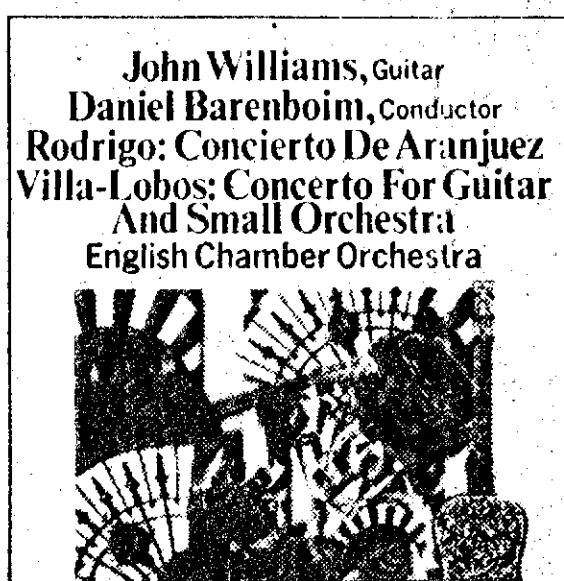 John Williams, Guitar
Daniel Barenboim, Conductor
Rodrigo: Concierto De Aranjuez
Villa-Lobos: Concerto For Guitar
And Small Orchestra
English Chamber Orchestra